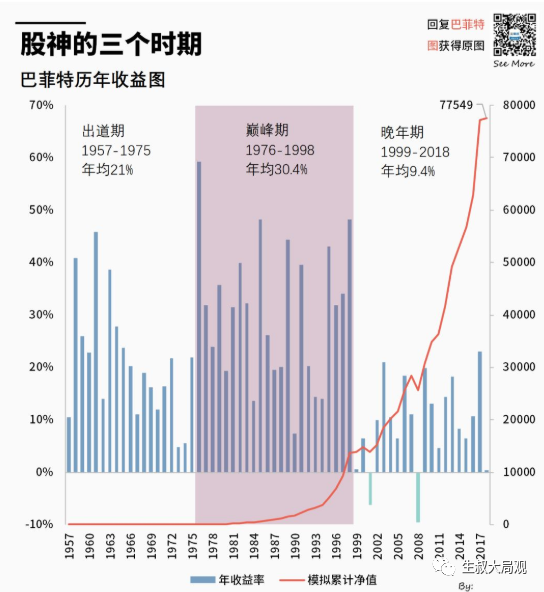 股神的三个时期
回复巴菲特
图获得原图
See More
巴菲特历年收益图
70%
60%
50%
40%
30%
20%
10%
0%
-10%
出道期
1957-1975
年均21%
巅峰期
1976-1998
年均30.4%
晚年期
1999-2018
年均9.4%
77549
80000
70000
60000
50000
40000
30000
20000
10000
0
1957 1960 1963 1966 1969 1972 1975 1978 1981 1984 1987 1990 1993 1996 1999 2002 2005 2008 2011 2014 2017
年收益率 模拟累计净值
生叔大局观
By: